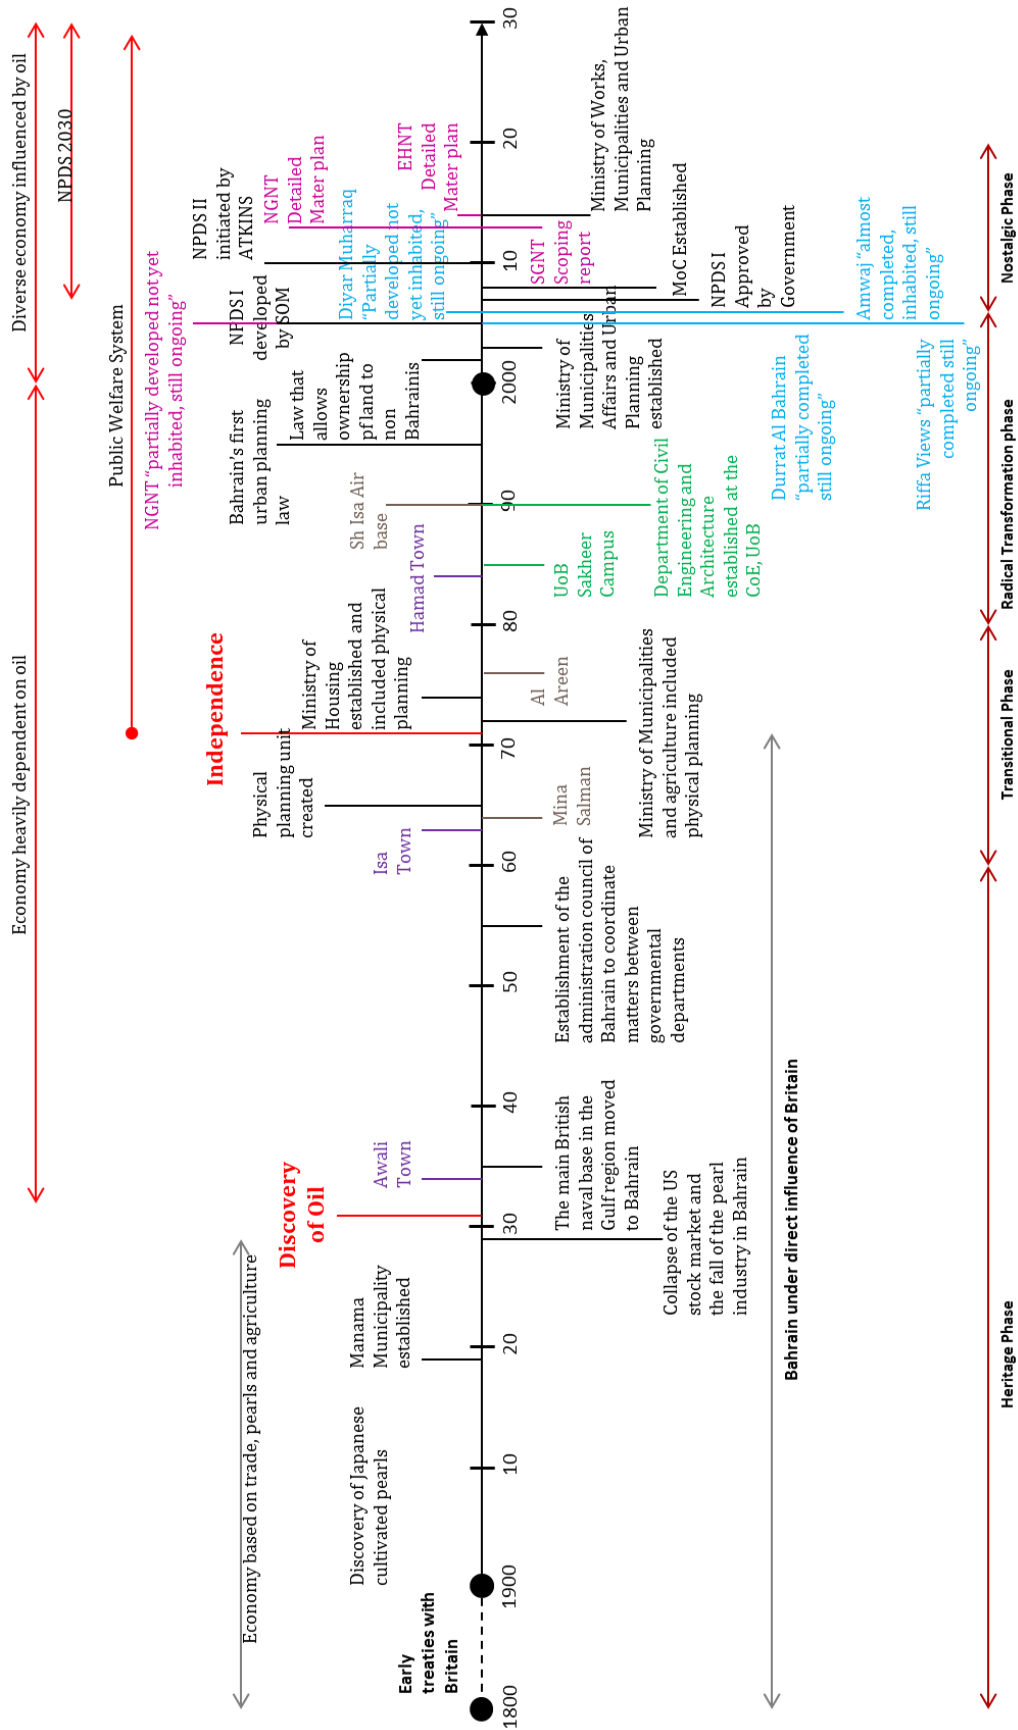 Economy heavily dependent on oil
Diverse economy influenced by oil
NPDS2030
Public Welfare System
NGNT “partially developed not yet
inhabited, still ongoing”
Economy based on trade, pearls and agriculture
Early
treaties with
Britain
Discovery of Japanese
cultivated pearls
Manama
Municipality
established
Discovery
of Oil
Awali
Town
Isa
Town
Physical
planning unit
created
Independence
Ministry of
Housing
established and
included physical
planning
Hamad Town
Sh Isa Air
base
Bahrain’s first
urban planning
law
Law that
allows
ownership
pf land to
non
Bahrainis
NPDS I
developed
by SOM
Diyar Muharraq
“Partially
developed not
yet inhabited,
still ongoing”
NPDS II
initiated by
ATKINS
NGNT
Detailed
Mater plan
EHNT
Detailed
Mater plan
1800
1900
10
20
30
40
50
60
70
80
90
2000
10
20
30
Collapse of the US
stock market and
the fall of the pearl
industry in Bahrain
The main British
naval base in the
Gulf region moved
to Bahrain
Establishment of the
administration council of
Bahrain to coordinate
matters between
governmental
departments
Mina
Salman
Ministry of Municipalities
and agriculture included
physical planning
Al
Areen
UoB
Sakheer
Campus
Department of Civil
Engineering and
Architecture
established at the
CoE, UoB
Ministry of
Municipalities
Affairs and Urban
Planning
established
Durrat Al Bahrain
“partially completed
still ongoing”
Riffa Views “partially
completed still
ongoing”
Amwaj “almost
completed,
inhabited, still
ongoing”
NPDS I
Approved
by
Government
MoC Established
SGNT
Scoping
report
Ministry of Works,
Municipalities and Urban
Planning
Bahrain under direct influence of Britain
Heritage Phase
Transitional Phase
Radical Transformation phase
Nostalgic Phase